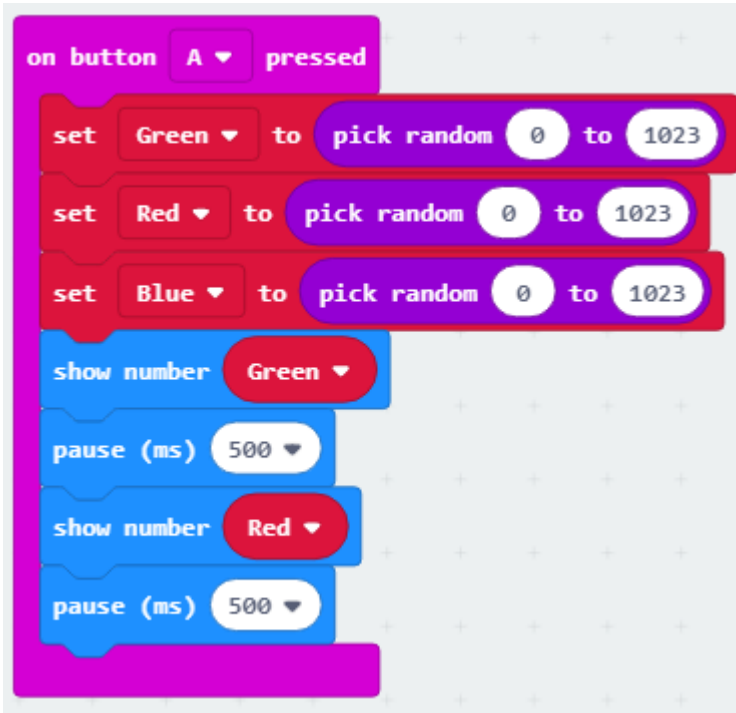 on button A pressed
set Green to pick random 0 to 1023
set Red to pick random 0 to 1023
set Blue to pick random 0 to 1023
show number Green
pause (ms) 500
show number Red
pause (ms) 500